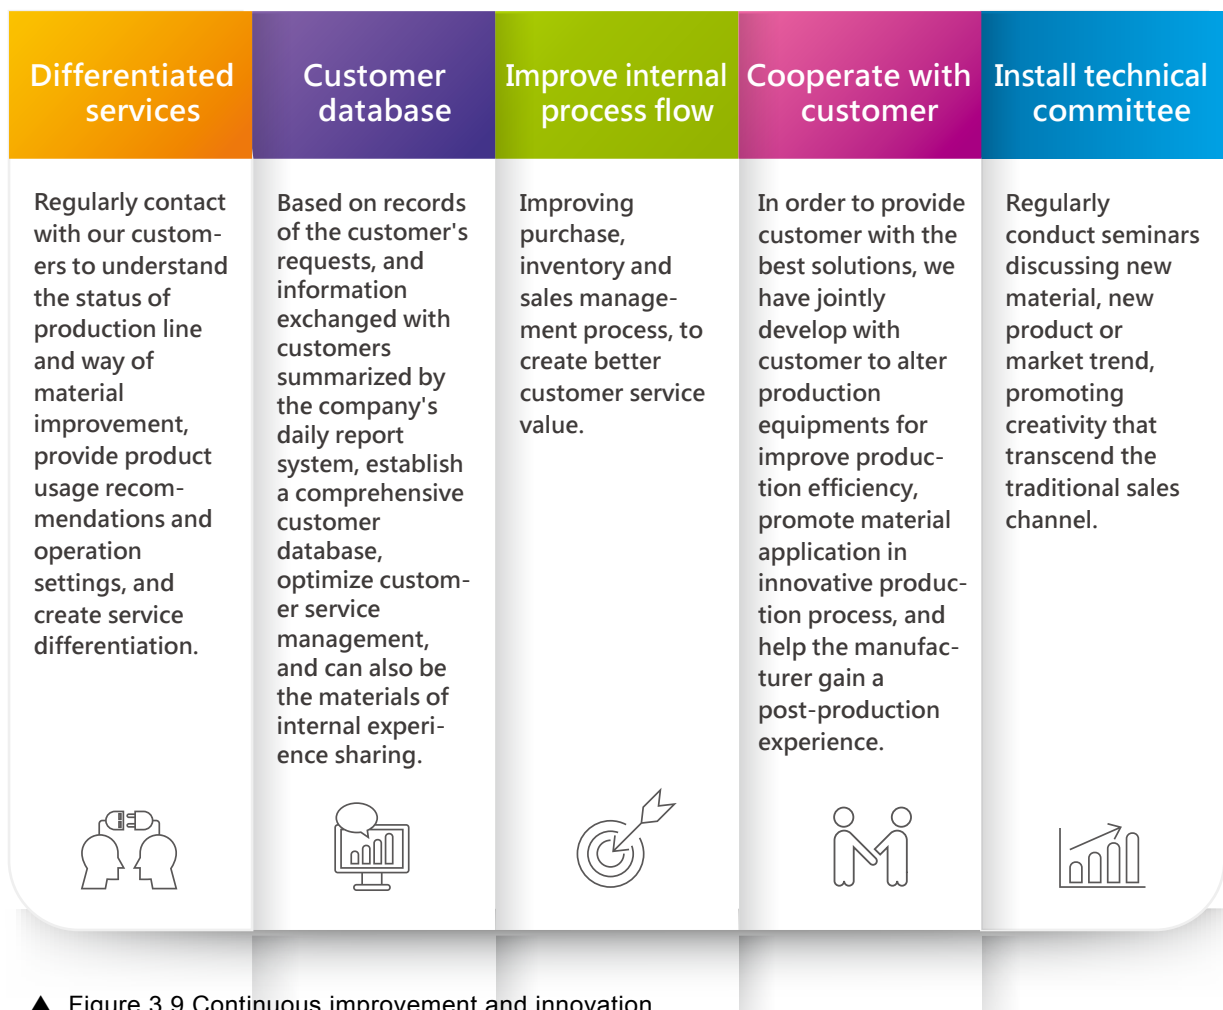 Differentiated
services
Regularly contact
with our custom-
ers to understand
the status of
production line
and way of
material
improvement,
provide product
usage recom-
mendations and
operation
settings, and
create service
differentiation.
Customer
database
Based on records
of the customer's
requests, and
information
exchanged with
customers
summarized by
the company's
daily report
system, establish
a comprehensive
customer
database,
optimize custom-
er service
management,
and can also be
the materials of
internal experi-
ence sharing.
Improve internal
process flow
Improving
purchase,
inventory and
sales manage-
ment process, to
create better
customer service
value.
Cooperate with
customer
In order to provide
customer with the
best solutions, we
have jointly
develop with
customer to alter
production
equipments for
improve produc-
tion efficiency,
promote material
application in
innovative produc-
tion process, and
help the manufac-
turer gain a
post-production
experience.
Install technical
committee
Regularly
conduct seminars
discussing new
material, new
product or
market trend,
promoting
creativity that
transcend the
traditional sales
channel.
▲ Figure 3.9 Continuous improvement and innovation